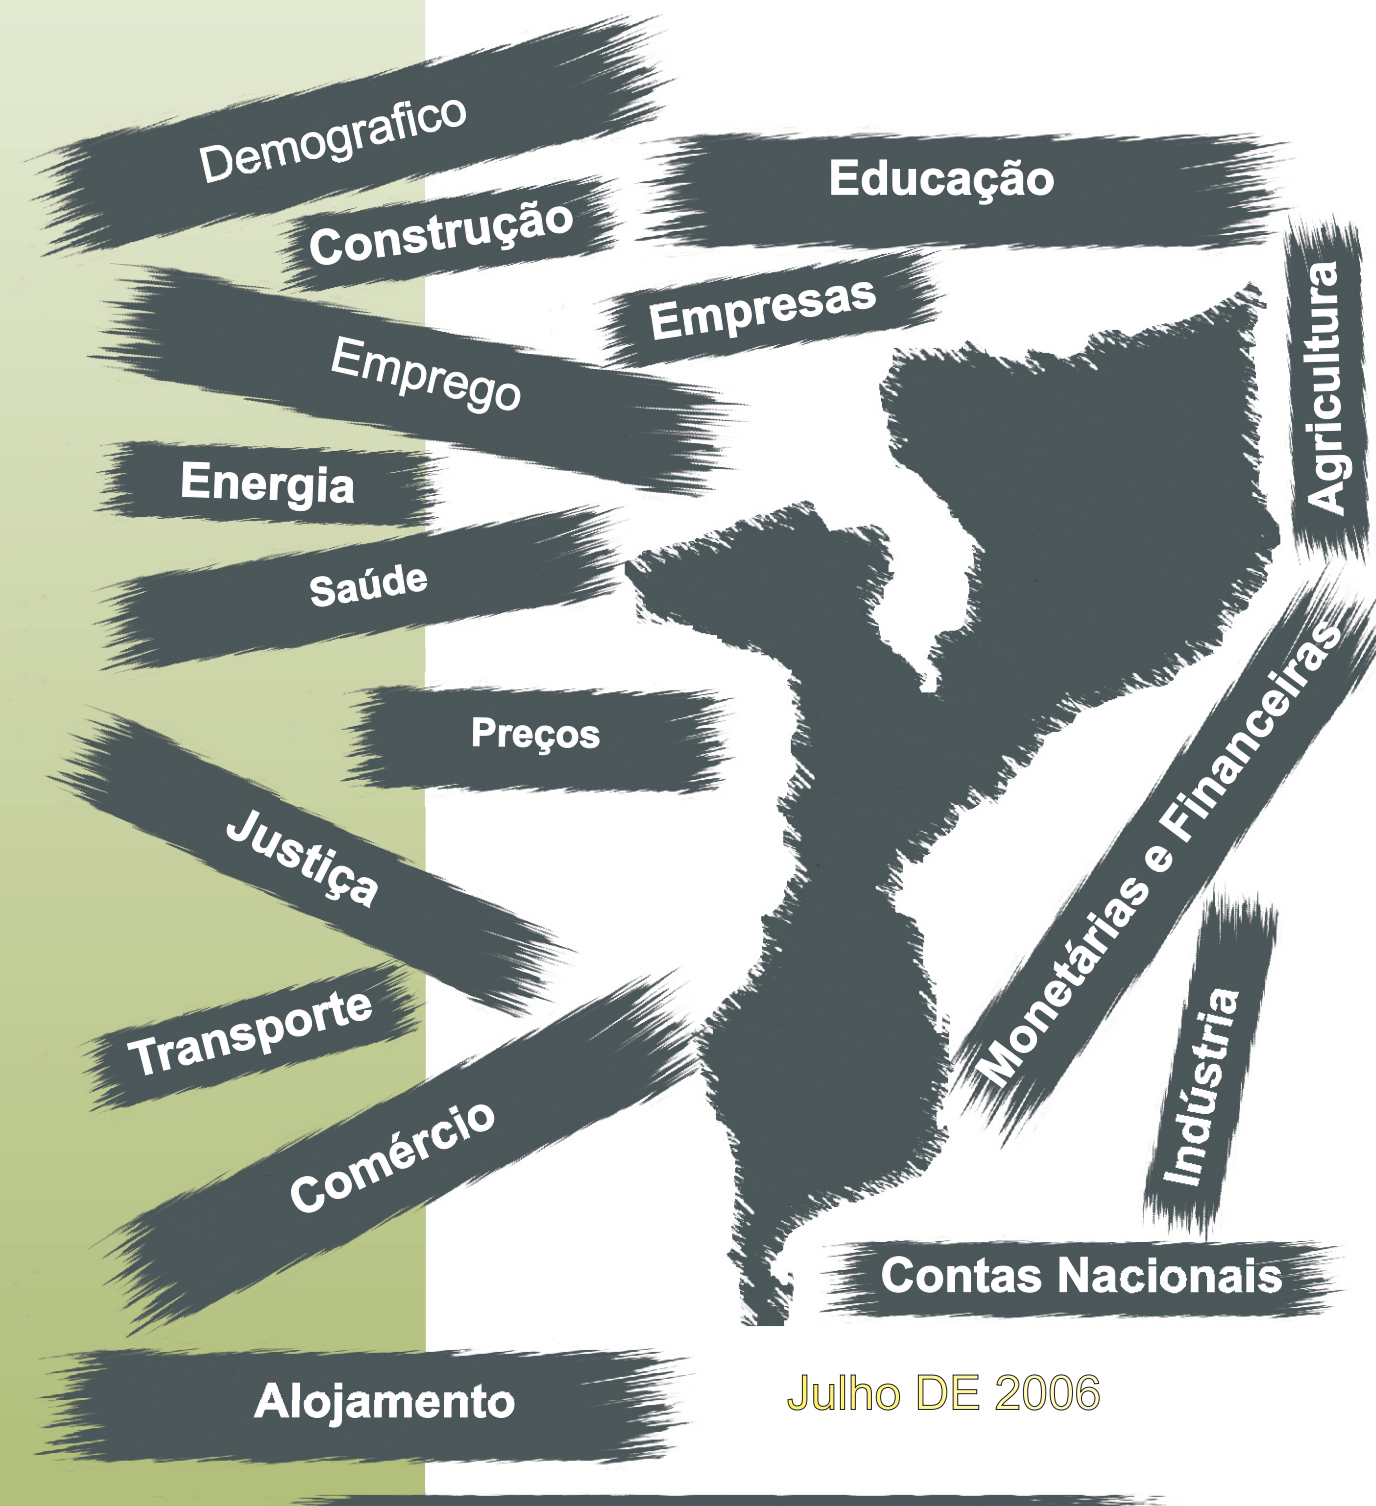 Demografico
Educação
Construção
Empresas
Agricultura
Emprego
Energia
Saúde
Preços
Monetárias e Financeiras
Justiça
Transporte
Indústria
Comércio
Contas Nacionais
Alojamento
Julho DE 2006